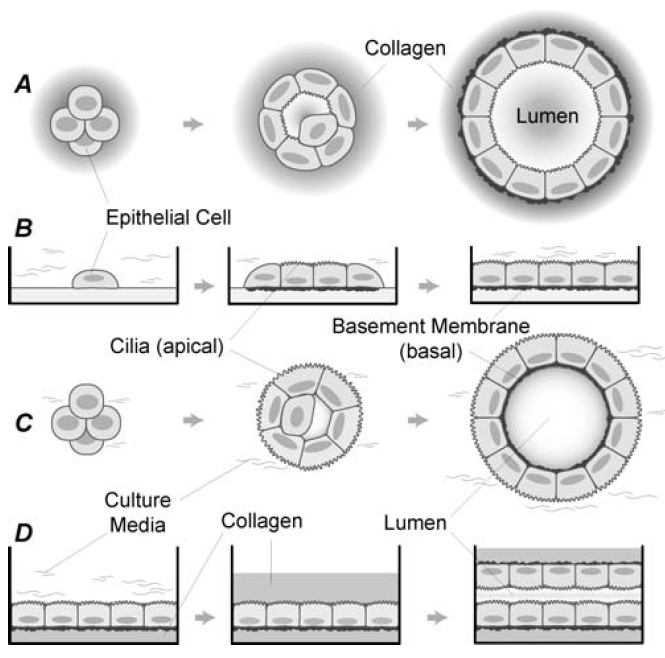 Collagen
A
Lumen
Epithelial Cell
B
Cilia (apical)
Basement Membrane
(basal)
C
Culture
Media
Collagen
Lumen
D